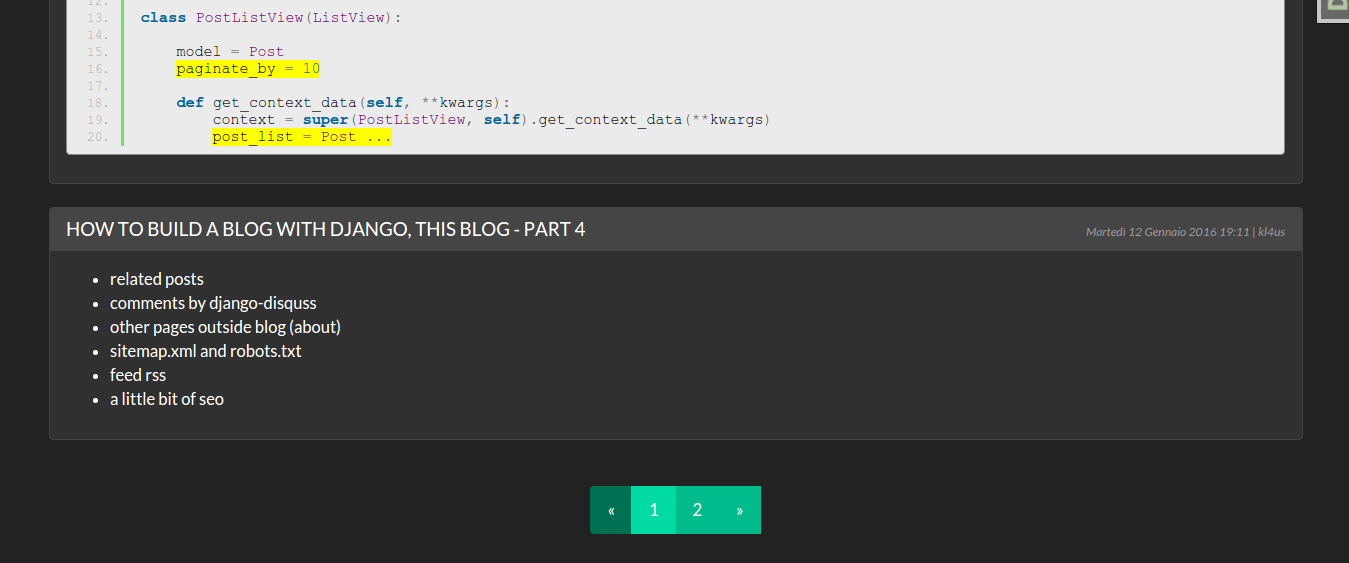 12.
13. class PostListView(ListView):
14.
15. model = Post
16. paginate_by = 10
17.
18. def get_context_data(self, **kwargs):
19. context = super(PostListView, self).get_context_data(**kwargs)
20. post_list = Post ...
HOW TO BUILD A BLOG WITH DJANGO, THIS BLOG - PART 4
Martedì 12 Gennaio 2016 19:11 | kl4us
• related posts
• comments by django-disquss
• other pages outside blog (about)
• sitemap.xml and robots.txt
• feed rss
• a little bit of seo
« 1 2 »